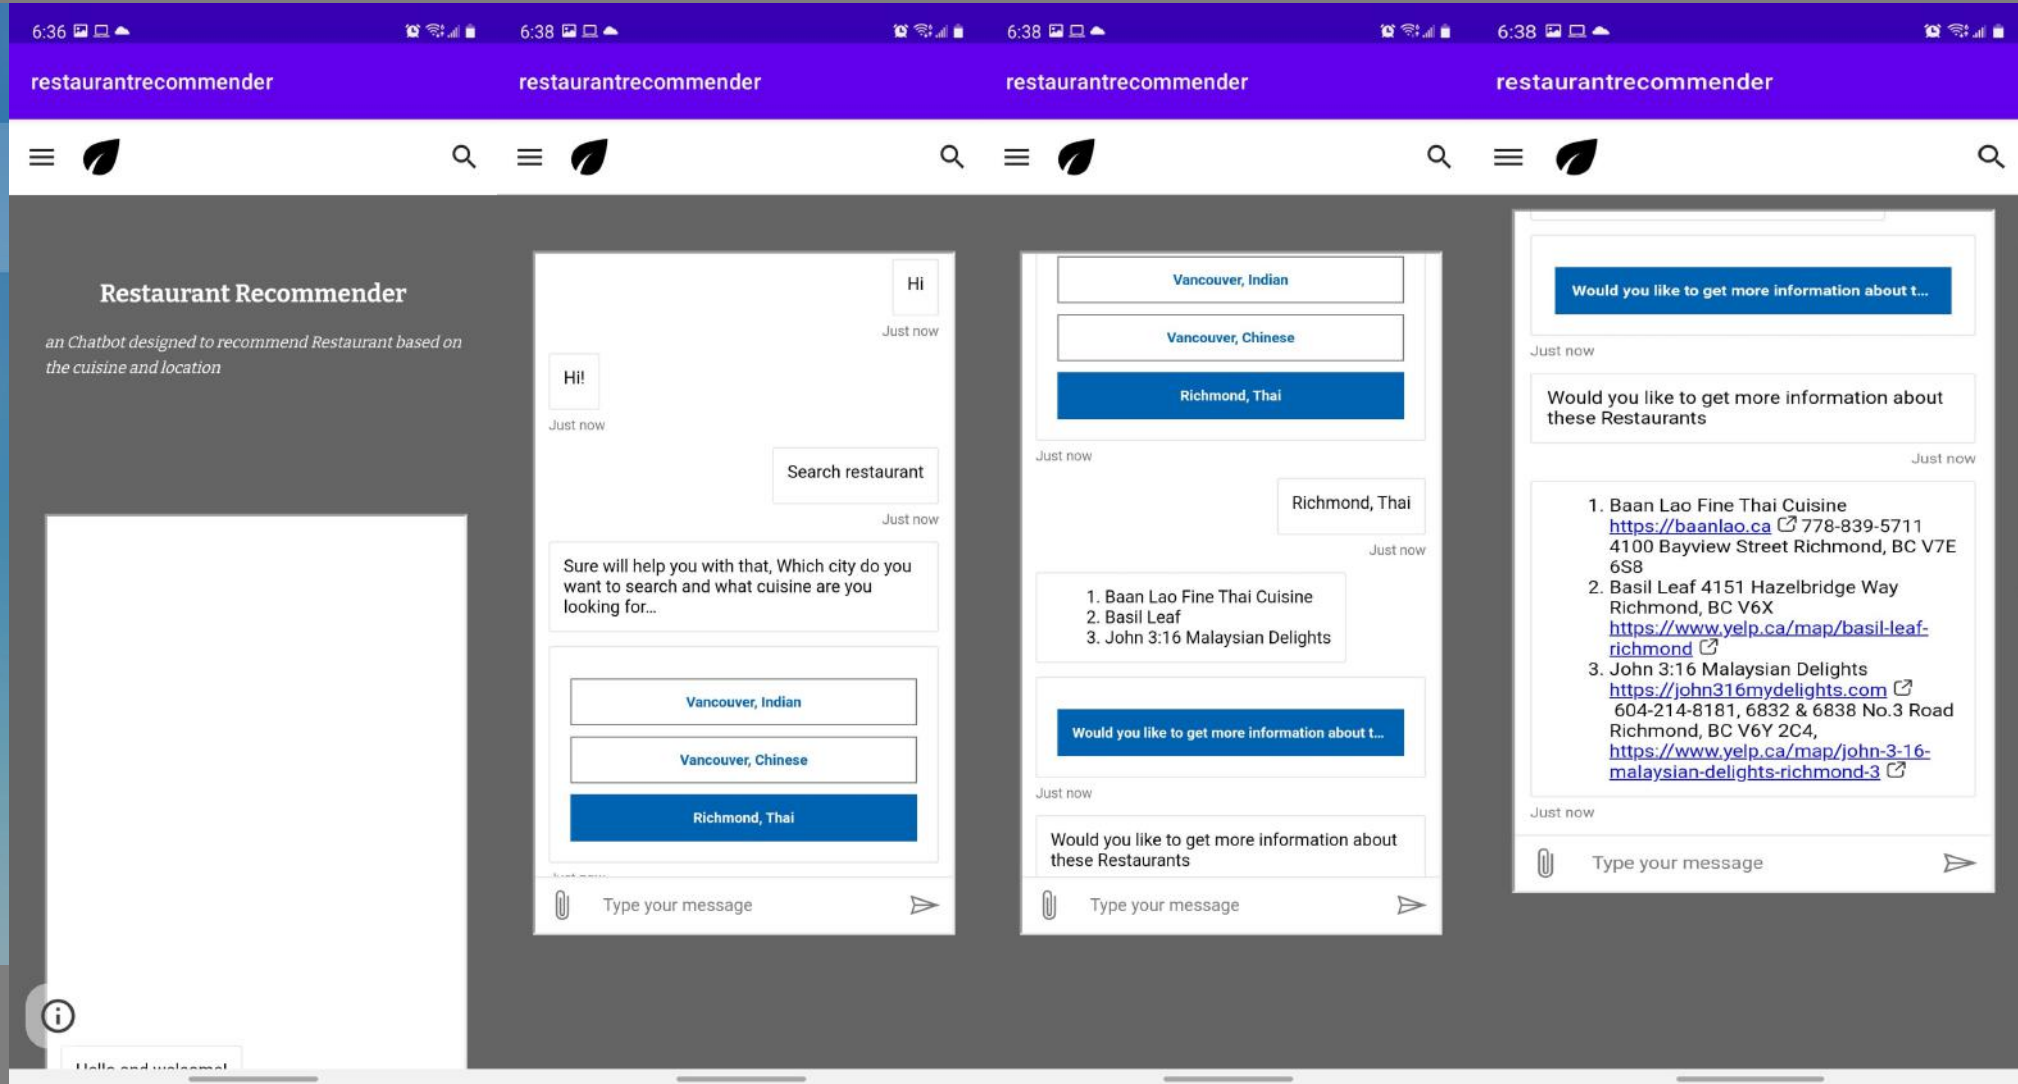 6:36
restaurantrecommender
Restaurant Recommender
an Chatbot designed to recommend Restaurant based on
the cuisine and location
Hello and welcome!
6:38
restaurantrecommender
Hi
Just now
Hi!
Just now
Search restaurant
Just now
Sure will help you with that, Which city do you
want to search and what cuisine are you
looking for...
Vancouver, Indian
Vancouver, Chinese
Richmond, Thai
Just now
Type your message
6:38
restaurantrecommender
Vancouver, Indian
Vancouver, Chinese
Richmond, Thai
Just now
Richmond, Thai
Just now
1. Baan Lao Fine Thai Cuisine
2. Basil Leaf
3. John 3:16 Malaysian Delights
Would you like to get more information about t...
Just now
Would you like to get more information about
these Restaurants
Type your message
6:38
restaurantrecommender
Would you like to get more information about t...
Just now
Would you like to get more information about
these Restaurants
Just now
1. Baan Lao Fine Thai Cuisine
https://baanlao.ca 778-839-5711
4100 Bayview Street Richmond, BC V7E
6S8
2. Basil Leaf 4151 Hazelbridge Way
Richmond, BC V6X
https://www.yelp.ca/map/basil-leaf-
richmond
3. John 3:16 Malaysian Delights
https://john316mydelights.com
604-214-8181, 6832 & 6838 No.3 Road
Richmond, BC V6Y 2C4,
https://www.yelp.ca/map/john-3-16-
malaysian-delights-richmond-3
Just now
Type your message